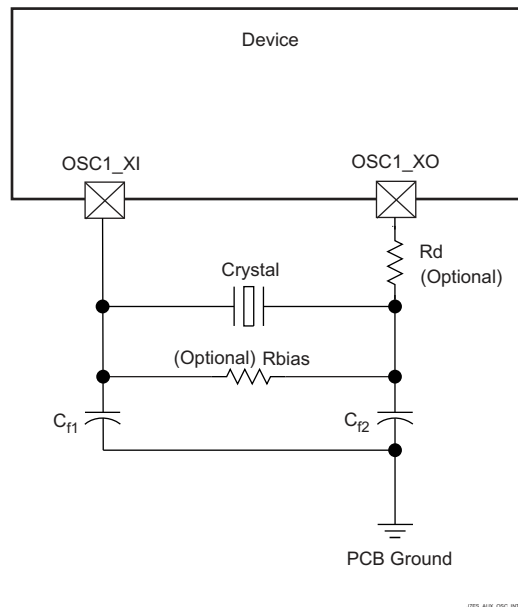 Device
OSC1_XI
OSC1_XO
Rd
(Optional)
Crystal
(Optional) Rbias
Cf1
Cf2
PCB Ground